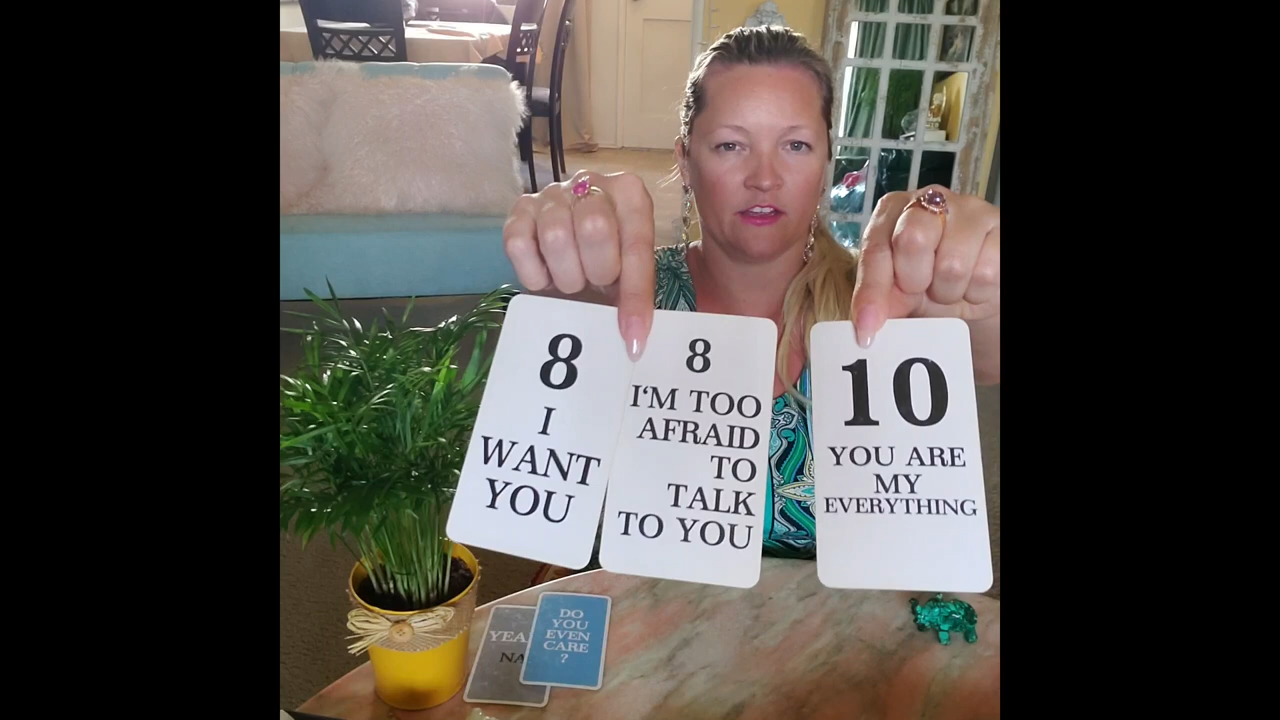 8
I
WANT
YOU
8
I'M TOO
AFRAID
TO
TALK
TO YOU
10
YOU ARE
MY
EVERYTHING
DO
YOU
EVEN
CARE
?